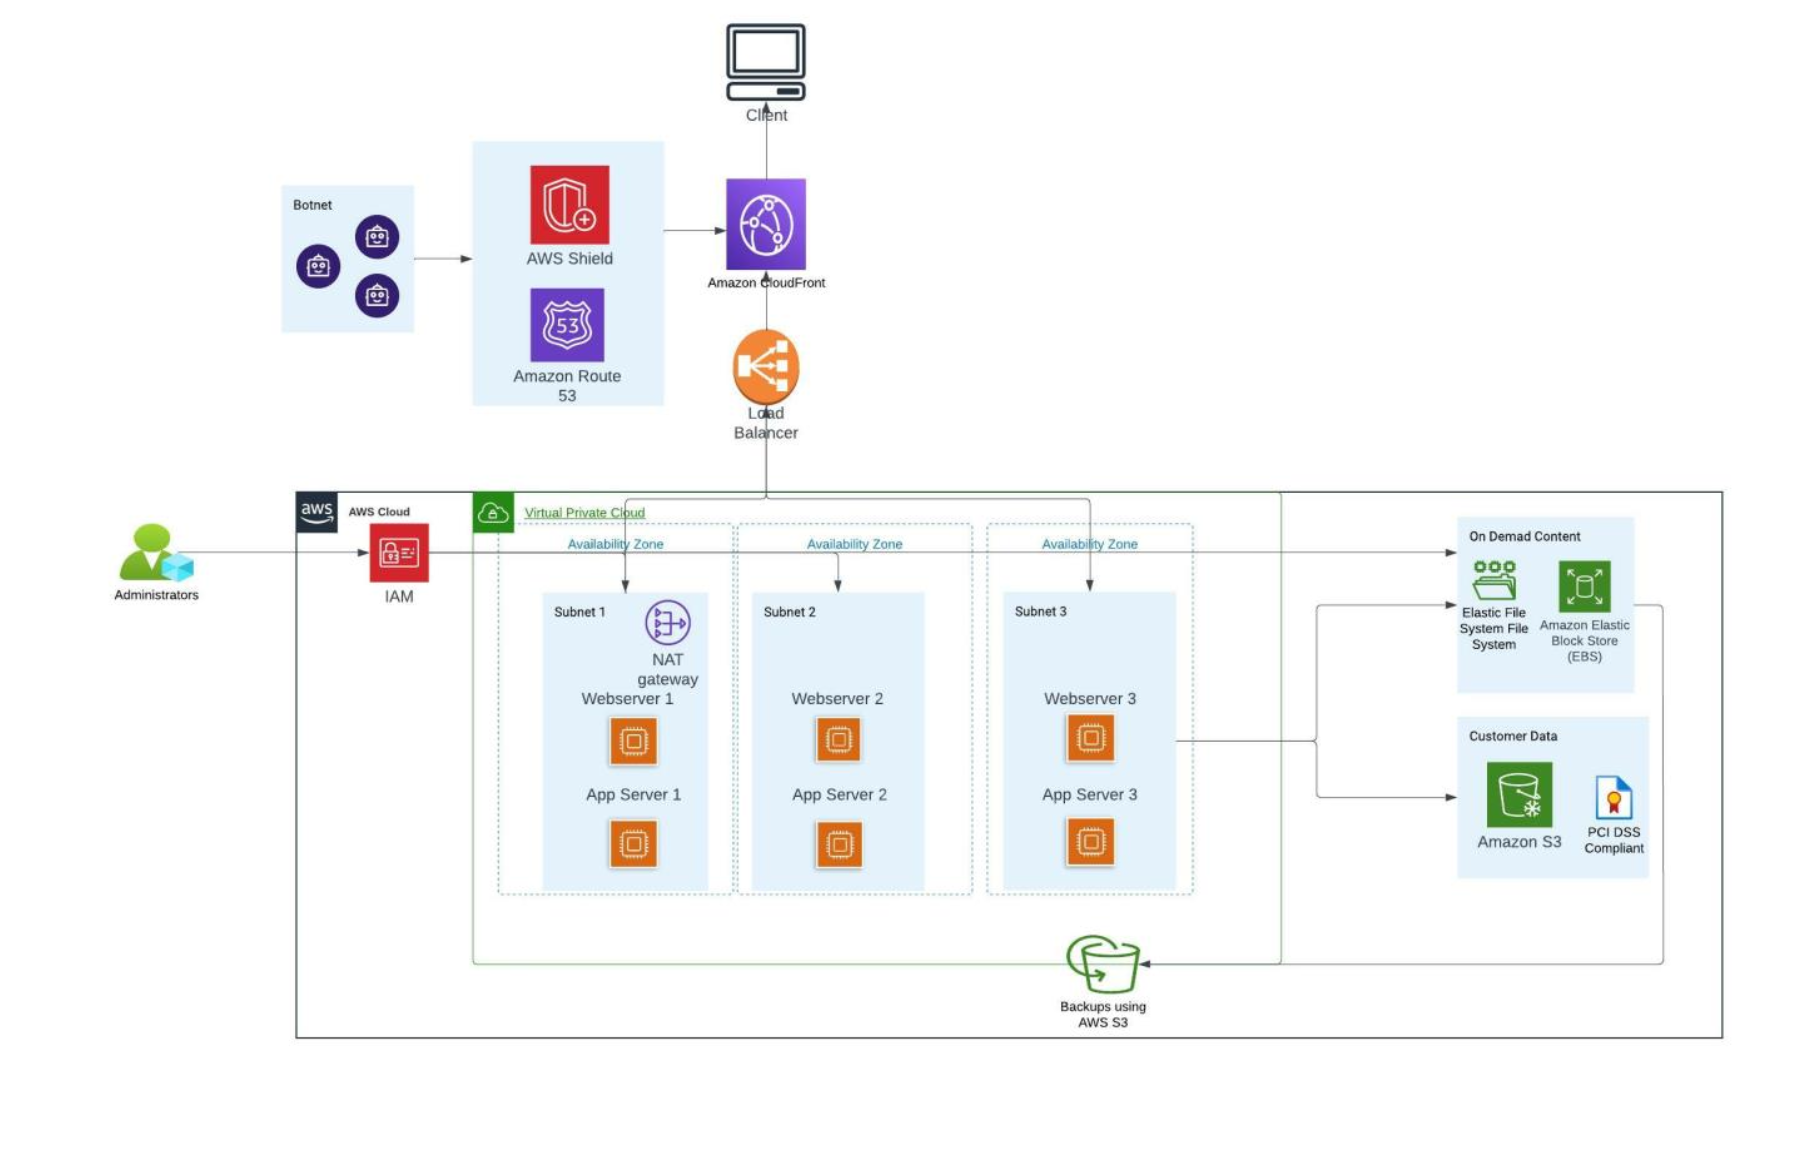 Client
Botnet
AWS Shield
Amazon CloudFront
53
Amazon Route
53
Load
Balancer
aws
AWS Cloud
Virtual Private Cloud
Availability Zone
Availability Zone
Availability Zone
On Demad Content
Administrators
IAM
Subnet 1
Subnet 2
Subnet 3
Elastic File
System File
System
Amazon Elastic
Block Store
(EBS)
NAT
gateway
Webserver 1
Webserver 2
Webserver 3
Customer Data
App Server 1
App Server 2
App Server 3
Amazon S3
PCI DSS
Compliant
Backups using
AWS S3